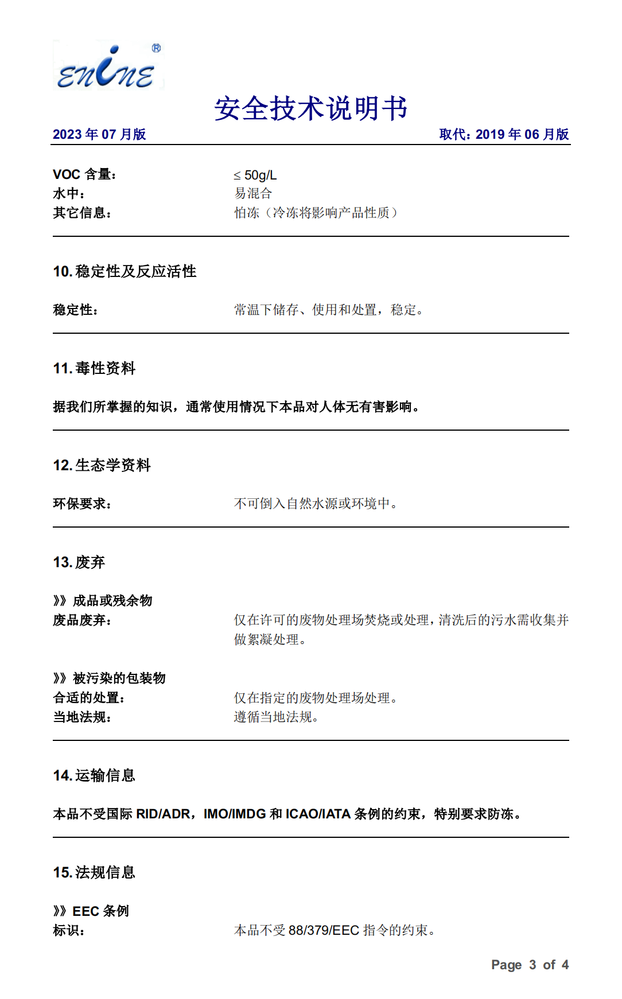 enine®
安全技术说明书
2023 年 07 月版 取代：2019 年 06 月版
VOC 含量： ≤ 50g/L
水中： 易混合
其它信息： 怕冻（冷冻将影响产品性质）
10. 稳定性及反应活性
稳定性： 常温下储存、使用和处置，稳定。
11. 毒性资料
据我们所掌握的知识，通常使用情况下本品对人体无有害影响。
12. 生态学资料
环保要求： 不可倒入自然水源或环境中。
13. 废弃
》》成品或残余物
废品废弃： 仅在许可的废物处理场焚烧或处理，清洗后的污水需收集并
做絮凝处理。
》》被污染的包装物
合适的处置： 仅在指定的废物处理场处理。
当地法规： 遵循当地法规。
14. 运输信息
本品不受国际 RID/ADR，IMO/IMDG 和 ICAO/IATA 条例的约束，特别要求防冻。
15. 法规信息
》》EEC 条例
标识： 本品不受 88/379/EEC 指令的约束。
Page 3 of 4